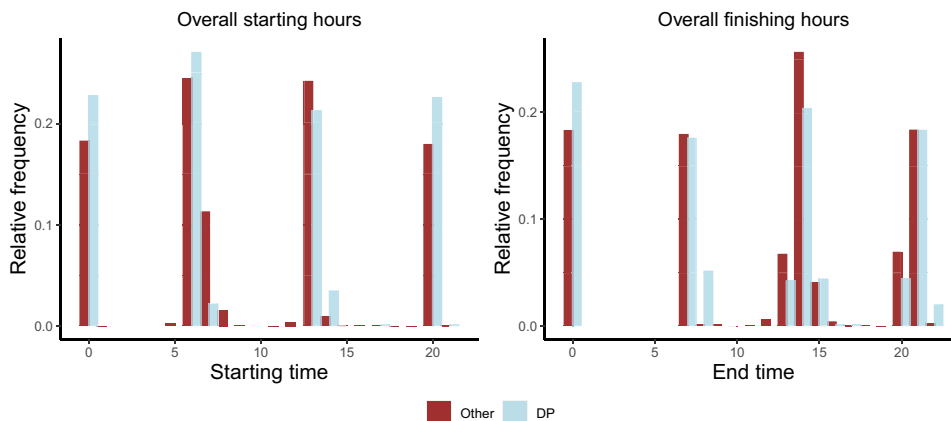 Overall starting hours
Relative frequency
0.2
0.1
0.0
0 5 10 15 20
Starting time
Overall finishing hours
Relative frequency
0.2
0.1
0.0
0 5 10 15 20
End time
Other DP